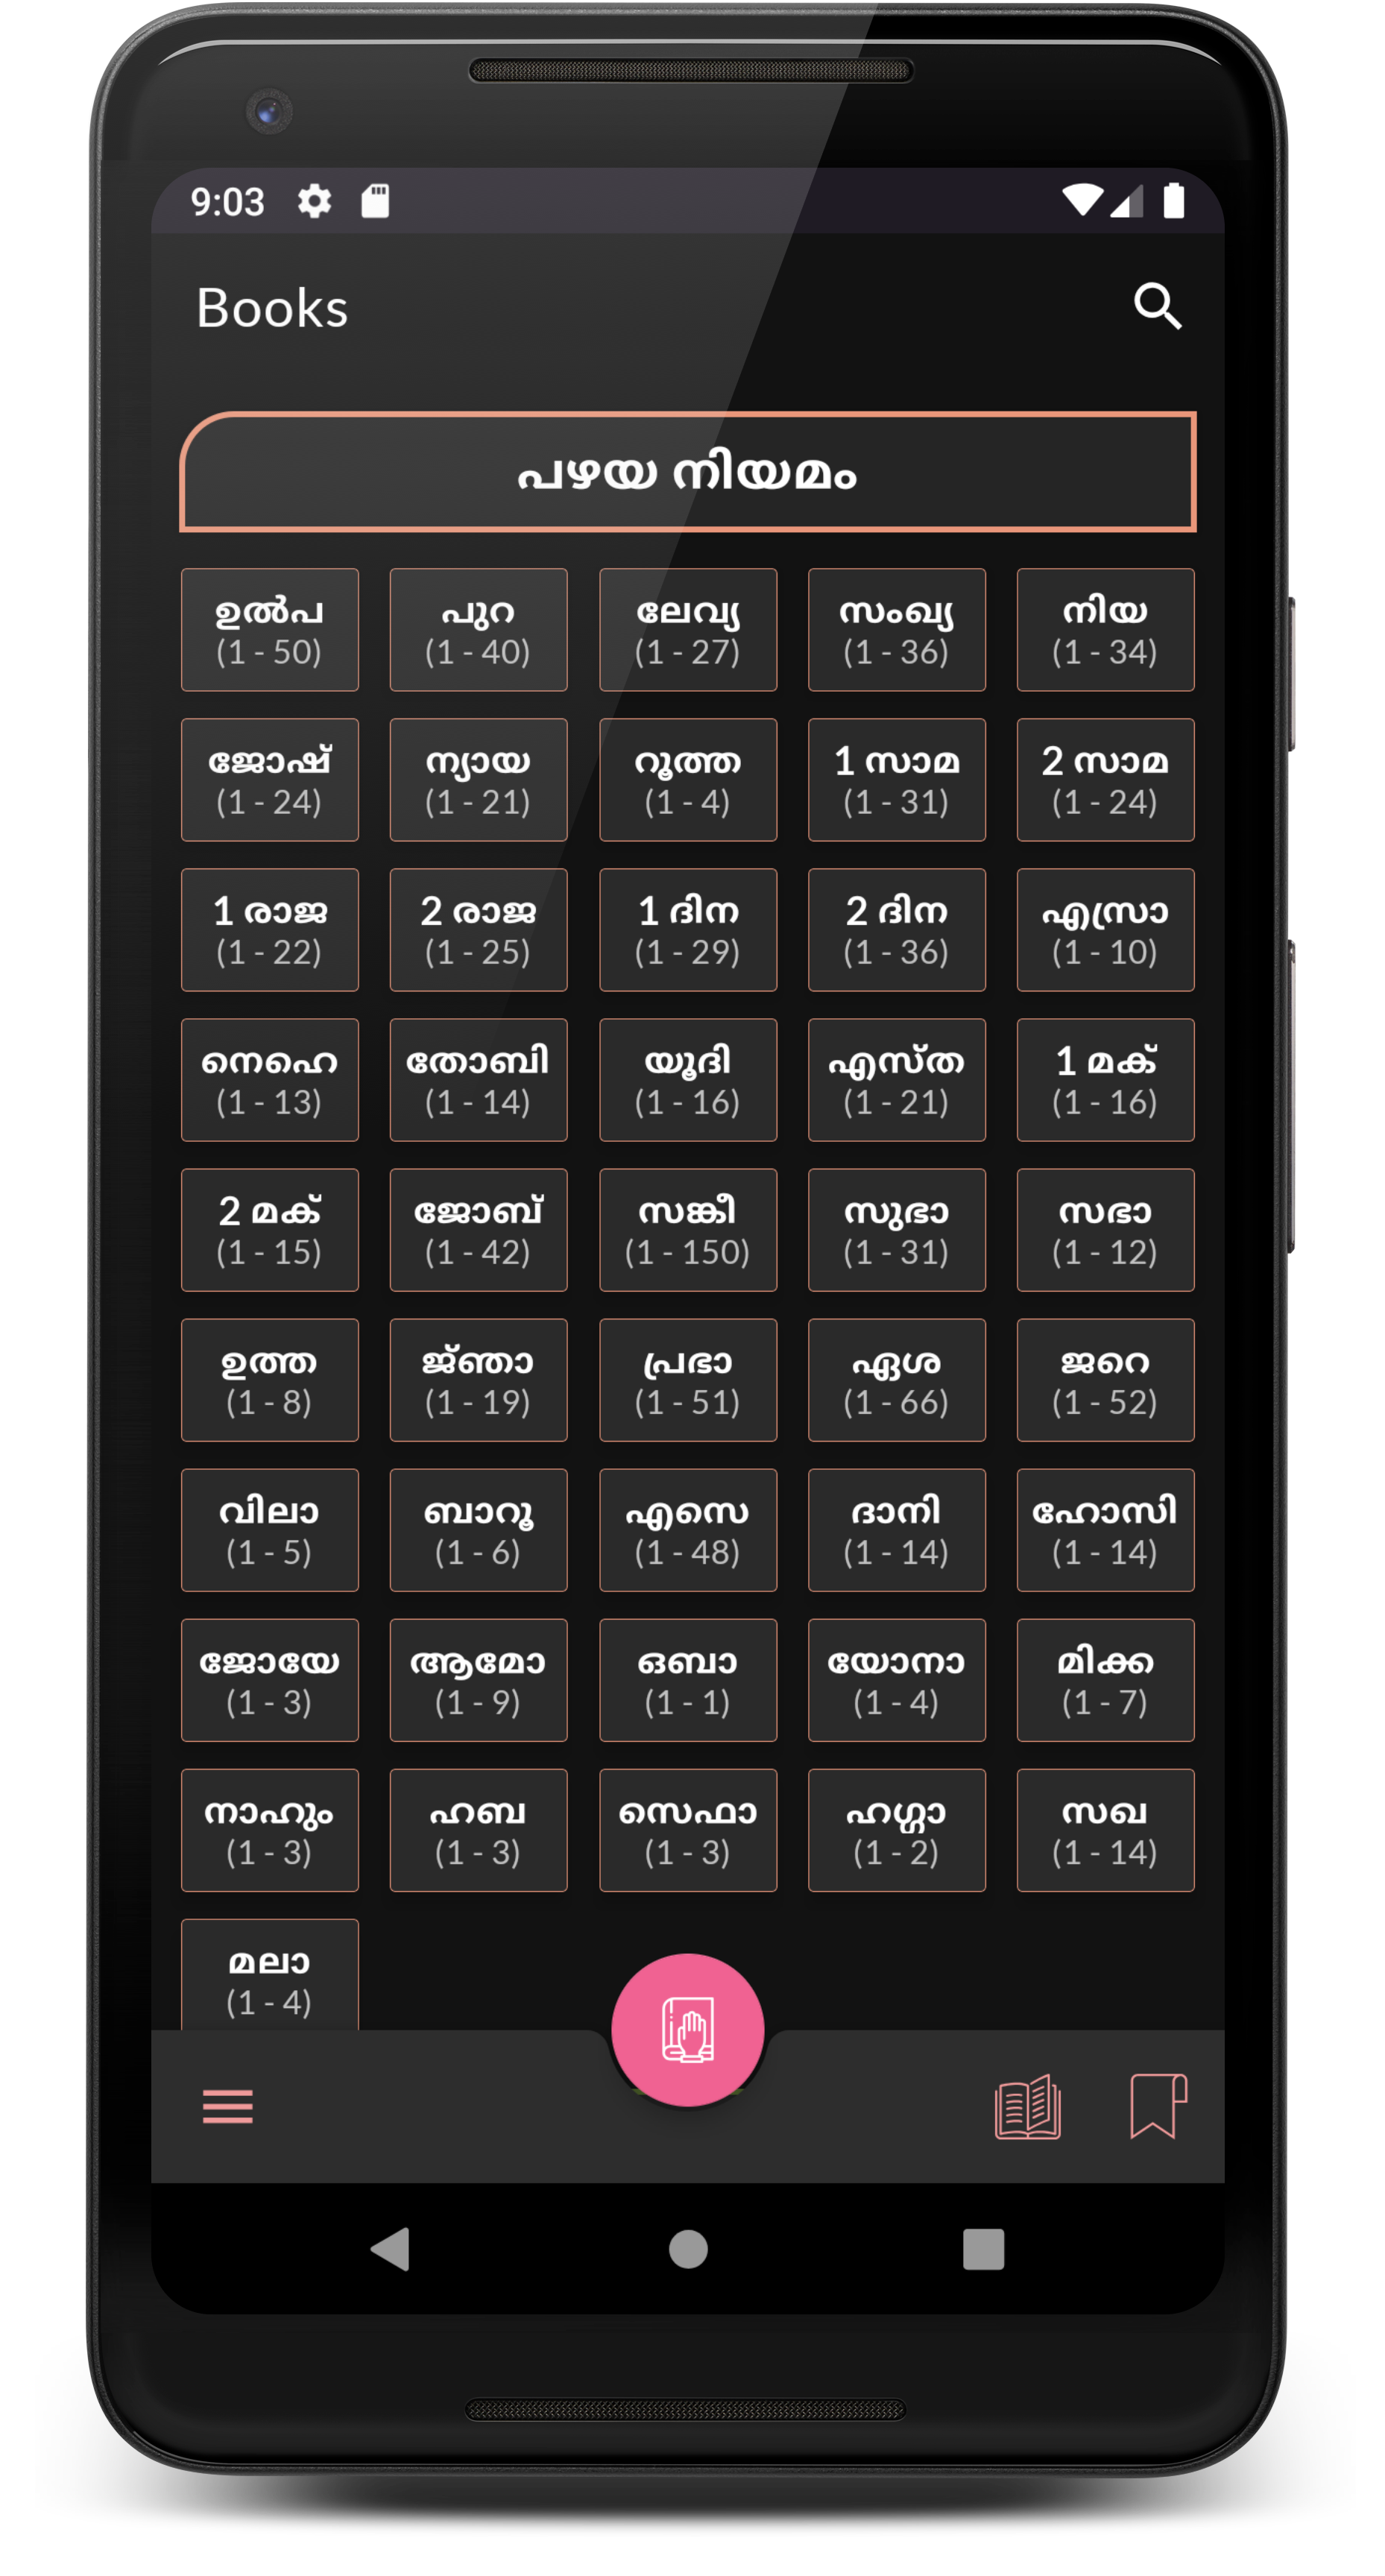 9:03
Books
പഴയ നിയമം
ഉൽപ പുറ ലേവ്യ സംഖ്യ നിയ
(1 - 50) (1 - 40) (1 - 27) (1 - 36) (1 - 34)
ജോഷ് ന്യായ റൂത്ത 1 സാമ 2 സാമ
(1 - 24) (1 - 21) (1 - 4) (1 - 31) (1 - 24)
1 രാജ 2 രാജ 1 ദിന 2 ദിന എസ്രാ
(1 - 22) (1 - 25) (1 - 29) (1 - 36) (1 - 10)
നെഹെ തോബി യൂദി എസ്ത 1 മക്
(1 - 13) (1 - 14) (1 - 16) (1 - 21) (1 - 16)
2 മക് ജോബ് സങ്കീ സുഭാ സഭാ
(1 - 15) (1 - 42) (1 - 150) (1 - 31) (1 - 12)
ഉത്ത ജ്ഞാ പ്രഭാ ഏശ ജറെ
(1 - 8) (1 - 19) (1 - 51) (1 - 66) (1 - 52)
വിലാ ബാറൂ എസെ ദാനി ഹോസി
(1 - 5) (1 - 6) (1 - 48) (1 - 14) (1 - 14)
ജോയേ ആമോ ഒബാ യോനാ മിക്ക
(1 - 3) (1 - 9) (1 - 1) (1 - 4) (1 - 7)
നാഹും ഹബ സെഫാ ഹഗ്ഗാ സഖ
(1 - 3) (1 - 3) (1 - 3) (1 - 2) (1 - 14)
മലാ
(1 - 4)